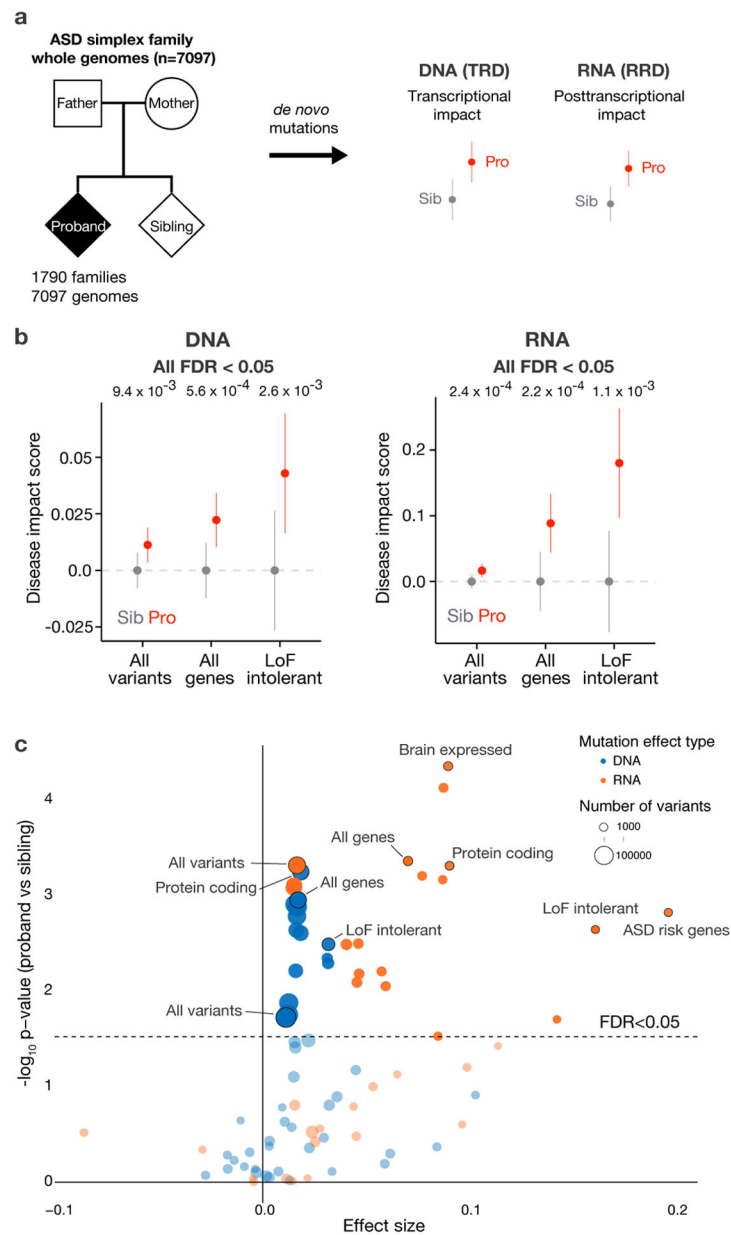 a
ASD simplex family
whole genomes (n=7097)
Father
Mother
Proband
Sibling
1790 families
7097 genomes
de novo
mutations
DNA (TRD)
Transcriptional
impact
Sib
Pro
RNA (RRD)
Posttranscriptional
impact
Sib
Pro
b
DNA
All FDR < 0.05
9.4 x 10-3 5.6 x 10-4 2.6 x 10-3
Disease impact score
0.05
0.025
0.0
-0.025
Sib Pro
All
variants
All
genes
LoF
intolerant
RNA
All FDR < 0.05
2.4 x 10-4 2.2 x 10-4 1.1 x 10-3
Disease impact score
0.2
0.1
0.0
Sib Pro
All
variants
All
genes
LoF
intolerant
c
Mutation effect type
DNA
RNA
Number of variants
1000
100000
Brain expressed
All variants
All genes
Protein coding
Protein coding
All genes
LoF intolerant
ASD risk genes
LoF intolerant
All variants
FDR<0.05
-log10 p-value (proband vs sibling)
4
3
2
1
0
−0.1
0.0
0.1
0.2
Effect size